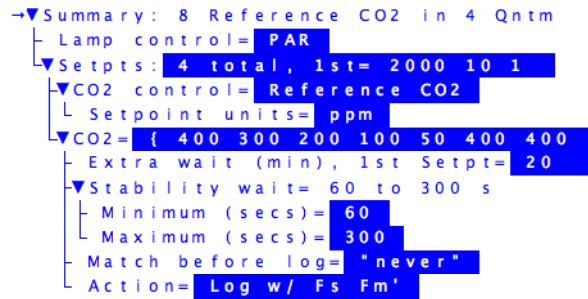 →▼Summary: 8 Reference CO2 in 4 Qntm
Lamp control= PAR
▼Setpts: 4 total, 1st= 2000 10 1
▼CO2 control= Reference CO2
Setpoint units= ppm
▼CO2= { 400 300 200 100 50 400 400
Extra wait (min), 1st Setpt= 20
▼Stability wait= 60 to 300 s
Minimum (secs)= 60
Maximum (secs)= 300
Match before log= "never"
Action= Log w/ Fs Fm'